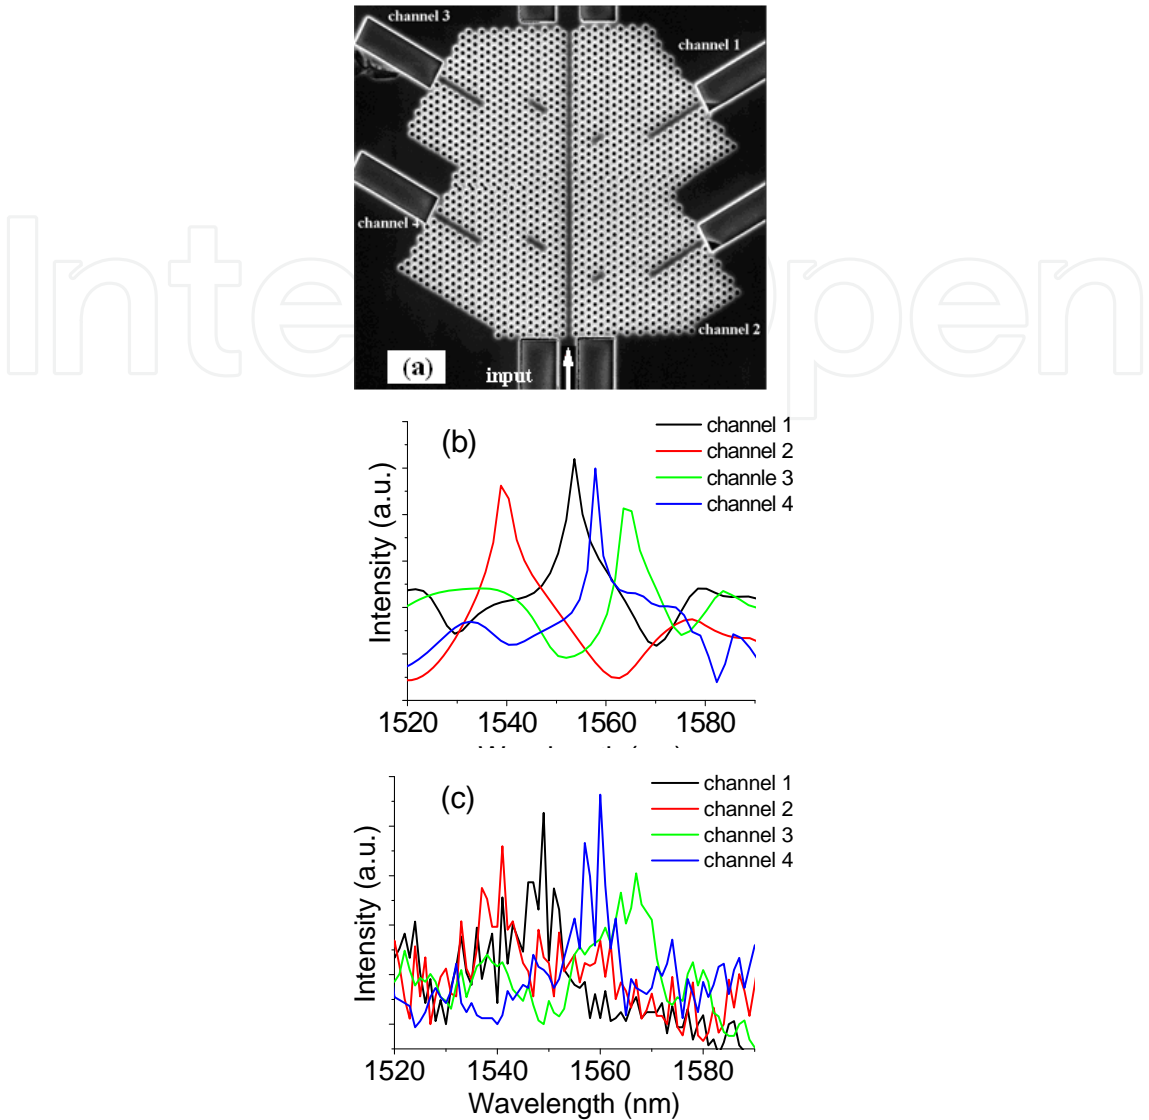 channel 3
channel 1
channel 4
channel 2
(a)
input
(b)
channel 1
channel 2
channle 3
channel 4
Intensity (a.u.)
1520 1540 1560 1580
(c)
channel 1
channel 2
channel 3
channel 4
Intensity (a.u.)
1520 1540 1560 1580
Wavelength (nm)